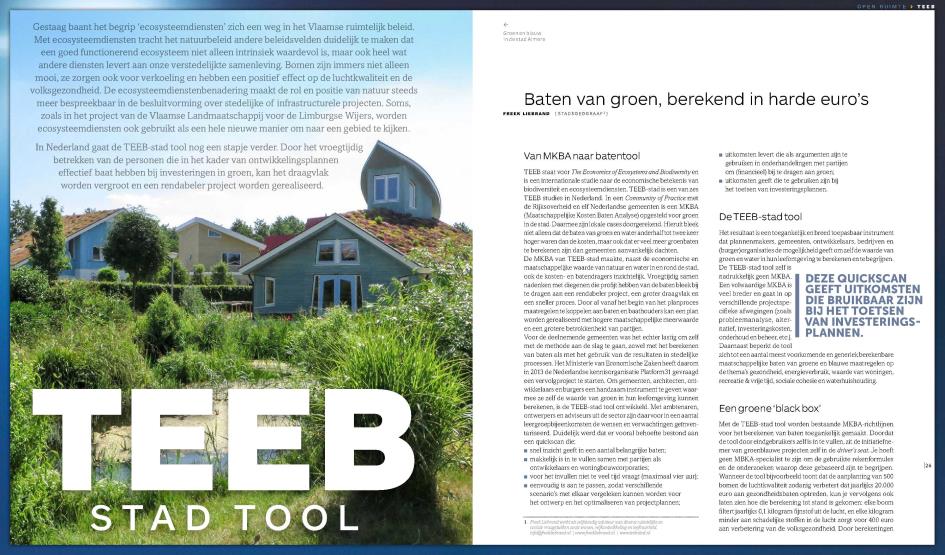 OPEN RUIMTE > TEEB
Gestaag baant het begrip 'ecosysteemdiensten' zich een weg in het Vlaamse ruimtelijk beleid.
Met ecosysteemdiensten tracht het natuurbeleid andere beleidsvelden duidelijk te maken dat
een goed functionerend ecosysteem niet alleen intrinsiek waardevol is, maar ook heel wat
andere diensten levert aan onze verstedelijkte samenleving. Bomen zijn immers niet alleen
mooi, ze zorgen ook voor verkoeling en hebben een positief effect op de luchtkwaliteit en de
volksgezondheid. De ecosysteemdienstenbenadering maakt de rol en positie van natuur steeds
meer bespreekbaar in de besluitvorming over stedelijke of infrastructurele projecten. Soms,
zoals in het project van de Vlaamse Landmaatschappij voor de Limburgse Wijers, worden
ecosysteemdiensten ook gebruikt als een hele nieuwe manier om naar een gebied te kijken.
In Nederland gaat de TEEB-stad tool nog een stapje verder. Door het vroegtijdig
betrekken van de personen die in het kader van ontwikkelingsplannen
effectief baat hebben bij investeringen in groen, kan het draagvlak
worden vergroot en een rendabeler project worden gerealiseerd.
TEEB
STAD TOOL
←
Groen en blauw
in de stad Almere
Baten van groen, berekend in harde euro's
FREEK LIEBRAND (STADSGEOGRAAF¹)
Van MKBA naar batentool
TEEB staat voor The Economics of Ecosystems and Biodiversity en
is een internationale studie naar de economische betekenis van
biodiversiteit en ecosysteemdiensten. TEEB-stad is een van zes
TEEB studies in Nederland. In een Community of Practice met
de Rijksoverheid en elf Nederlandse gemeenten is een MKBA
(Maatschappelijke Kosten Baten Analyse) opgesteld voor groen
in de stad. Daarmee zijn lokale cases doorgerekend. Hieruit bleek
niet alleen dat de baten van groen en water anderhalf tot twee keer
hoger waren dan de kosten, maar ook dat er veel meer groenbaten
te berekenen zijn dan gemeenten aanvankelijk dachten.
De MKBA van TEEB-stad maakte, naast de economische en
maatschappelijke waarde van natuur en water in en rond de stad,
ook de kosten- en batendragers inzichtelijk. Vroegtijdig samen
nadenken met diegenen die profijt hebben van de baten bleek bij
te dragen aan een rendabeler project, een groter draagvlak en
een sneller proces. Door al vanaf het begin van het planproces
maatregelen te koppelen aan baten en baathouders kan een plan
worden gerealiseerd met hogere maatschappelijke meerwaarde
en een grotere betrokkenheid van partijen.
Voor de deelnemende gemeenten was het echter lastig om zelf
met de methode aan de slag te gaan, zowel met het berekenen
van baten als met het gebruik van de resultaten in stedelijke
processen. Het Ministerie van Economische Zaken heeft daarom
in 2013 de Nederlandse kennisorganisatie Platform31 gevraagd
een vervolgproject te starten. Om gemeenten, architecten, ont-
wikkelaars en burgers een handzaam instrument te geven waar-
mee ze zelf de waarde van groen in hun leefomgeving kunnen
berekenen, is de TEEB-stad tool ontwikkeld. Met ambtenaren,
ontwerpers en adviseurs uit de sector zijn daarvoor in een aantal
leergroepbijeenkomsten de wensen en verwachtingen geïnven-
tariseerd. Duidelijk werd dat er vooral behoefte bestond aan
een quickscan die:
■ snel inzicht geeft in een aantal belangrijke baten;
■ makkelijk is in te vullen samen met partijen als
ontwikkelaars en woningbouwcorporaties;
■ voor het invullen niet te veel tijd vraagt (maximaal vier uur);
■ eenvoudig is aan te passen, zodat verschillende
scenario's met elkaar vergeleken kunnen worden voor
het ontwerp en het optimaliseren van projectplannen;
■ uitkomsten levert die als argumenten zijn te
gebruiken in onderhandelingen met partijen
om (financieel) bij te dragen aan groen;
■ uitkomsten geeft die te gebruiken zijn bij
het toetsen van investeringsplannen.
De TEEB-stad tool
Het resultaat is een toegankelijk en breed toepasbaar instrument
dat plannenmakers, gemeenten, ontwikkelaars, bedrijven en
(burger)organisaties de mogelijkheid geeft om zelf de waarde van
groen en water in hun leefomgeving te berekenen en te begrijpen.
De TEEB-stad tool zelf is
nadrukkelijk geen MKBA.
Een volwaardige MKBA is
veel breder en gaat in op
verschillende projectspe-
cifieke afwegingen (zoals
probleemanalyse, alter-
natief, investeringskosten,
onderhoud en beheer, etc.).
Daarnaast beperkt de tool
zich tot een aantal meest voorkomende en generiek berekenbare
maatschappelijke baten van groene en blauwe maatregelen op
de thema's gezondheid, energieverbruik, waarde van woningen,
recreatie & vrije tijd, sociale cohesie en waterhuishouding.
DEZE QUICKSCAN
GEEFT UITKOMSTEN
DIE BRUIKBAAR ZIJN
BIJ HET TOETSEN
VAN INVESTERINGS-
PLANNEN.
Een groene 'black box'
Met de TEEB-stad tool worden bestaande MKBA-richtlijnen
voor het berekenen van baten toegankelijk gemaakt. Doordat
de tool door eindgebruikers zelf is in te vullen, zit de initiatiefne-
mer van groenblauwe projecten zelf in de driver's seat. Je hoeft
geen MBKA-specialist te zijn om de gebruikte rekenformules
en de onderzoeken waarop deze gebaseerd zijn te begrijpen.
Wanneer de tool bijvoorbeeld toont dat de aanplanting van 500
bomen de luchtkwaliteit zodanig verbetert dat jaarlijks 20.000
euro aan gezondheidsbaten optreden, kun je vervolgens ook
laten zien hoe die berekening tot stand is gekomen: elke boom
filtert jaarlijks 0,1 kilogram fijnstof uit de lucht, en elke kilogram
minder aan schadelijke stoffen in de lucht zorgt voor 400 euro
aan verbetering van de volksgezondheid. Door berekeningen
|26